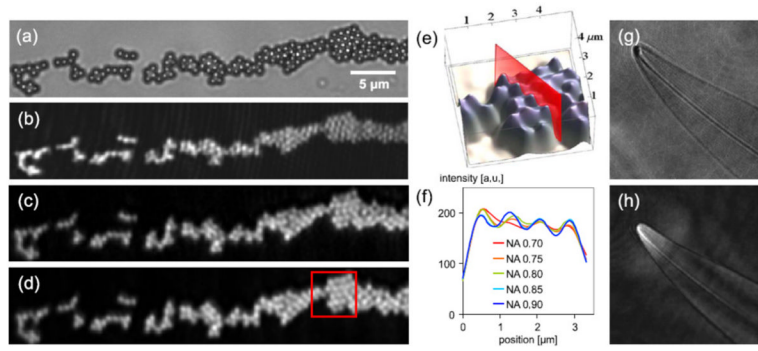 (a)
5 µm
(b)
(c)
(d)
(e)
1
2
3
4
4 µm
3
2
1
intensity [a.u.]
(f)
200
100
0
NA 0.70
NA 0.75
NA 0.80
NA 0.85
NA 0.90
0 1 2 3
position [µm]
(g)
(h)